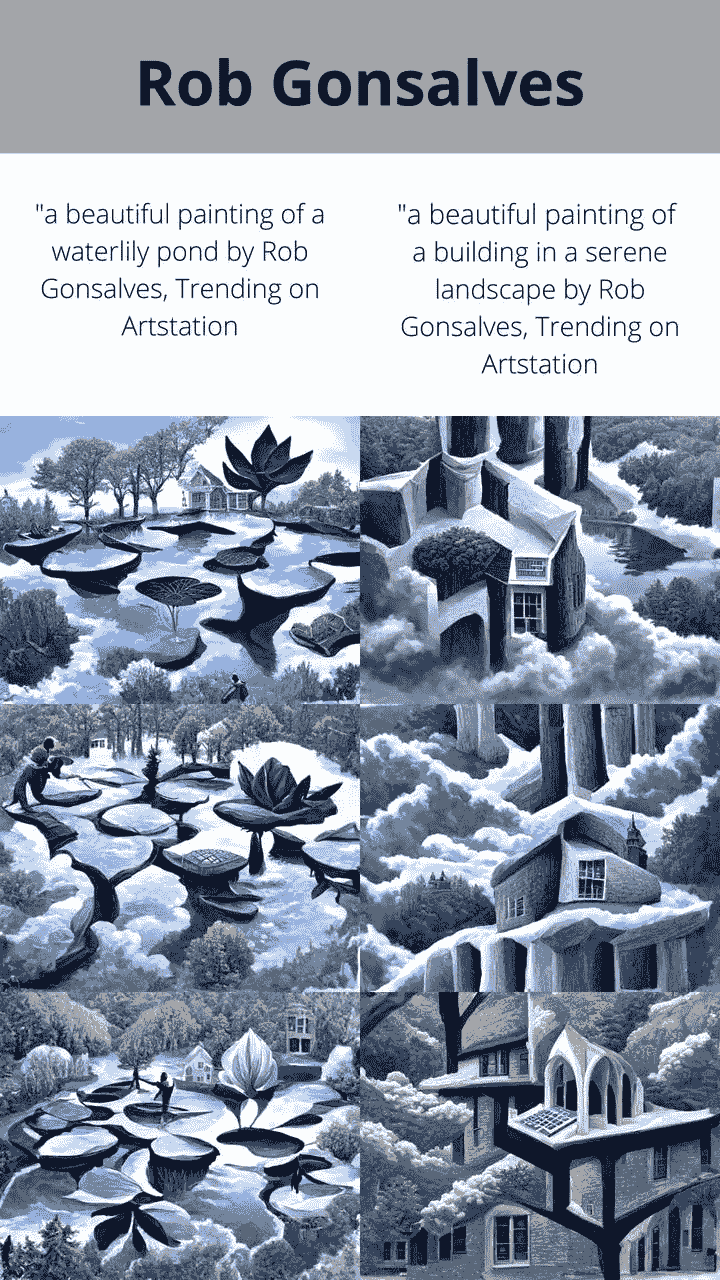 Rob Gonsalves
"a beautiful painting of a
waterlily pond by Rob
Gonsalves, Trending on
Artstation
"a beautiful painting of
a building in a serene
landscape by Rob
Gonsalves, Trending on
Artstation